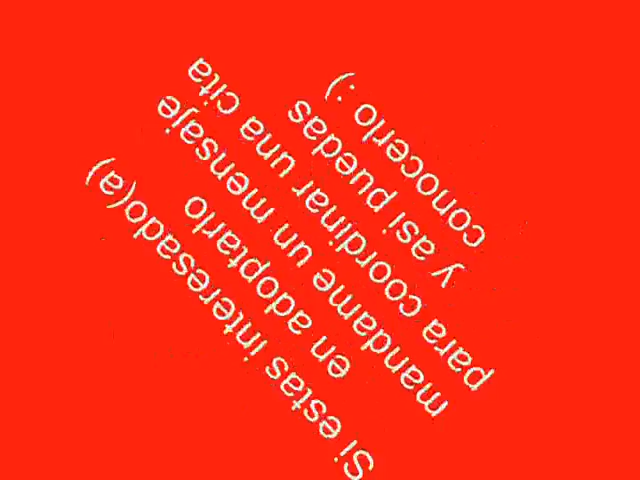 Si estas interesado(a)
en adoptarlo
mandame un mensaje
para coordinar una cita
y asi puedas
conocerlo :)